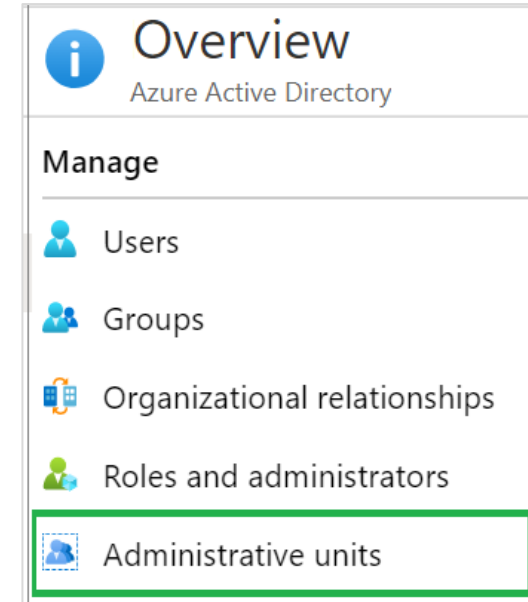 Overview
Azure Active Directory
Manage
Users
Groups
Organizational relationships
Roles and administrators
Administrative units